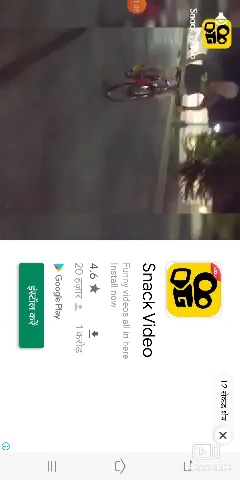 Snack Video
12 सेकंड शेष
Snack Video
Funny videos all in here
Install now
4.6 ★
20 हज़ार
1 करोड़
Google Play
इंस्टॉल करें